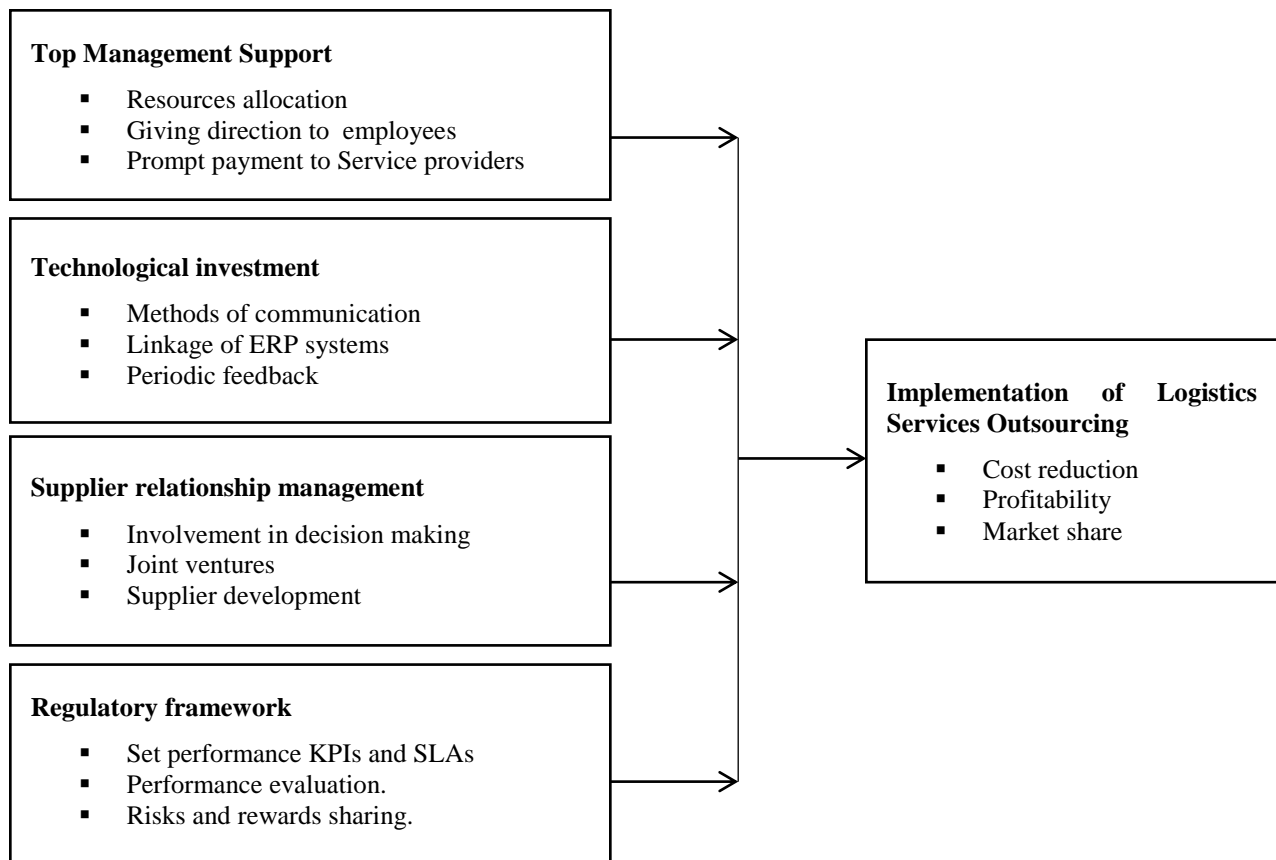 Top Management Support
▪ Resources allocation
▪ Giving direction to employees
▪ Prompt payment to Service providers
Technological investment
▪ Methods of communication
▪ Linkage of ERP systems
▪ Periodic feedback
Supplier relationship management
▪ Involvement in decision making
▪ Joint ventures
▪ Supplier development
Regulatory framework
▪ Set performance KPIs and SLAs
▪ Performance evaluation.
▪ Risks and rewards sharing.
Implementation of Logistics
Services Outsourcing
▪ Cost reduction
▪ Profitability
▪ Market share